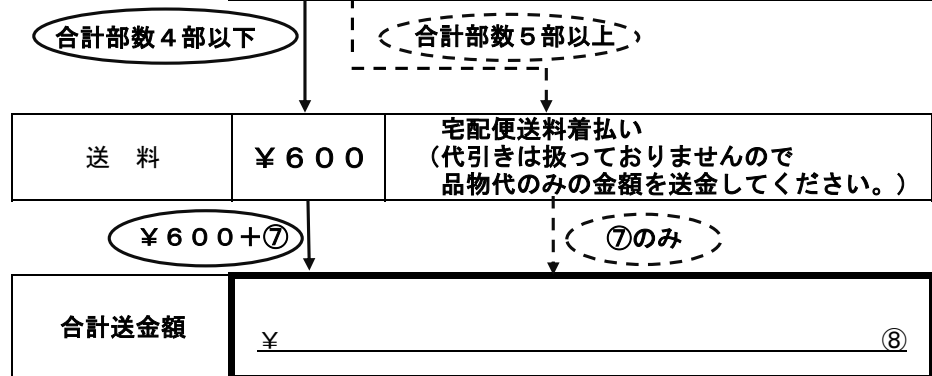 合計部数４部以下
合計部数５部以上
送　料
￥６００
宅配便送料着払い
（代引きは扱っておりませんので
品物代のみの金額を送金してください。）
￥６００＋⑦
⑦のみ
合計送金額
￥　⑧